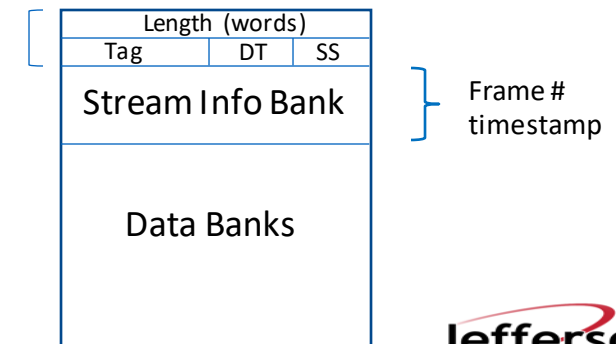 Length (words)
Tag DT SS
Stream Info Bank
Frame #
timestamp
Data Banks